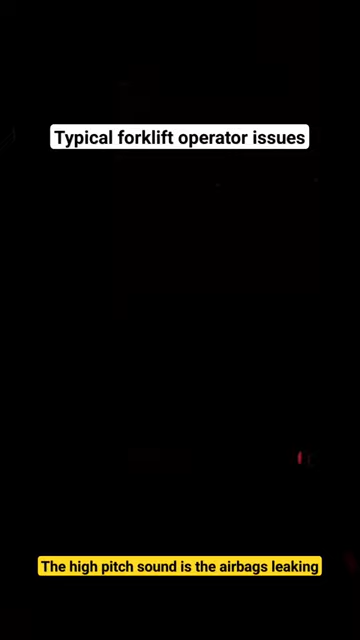 Typical forklift operator issues
The high pitch sound is the airbags leaking